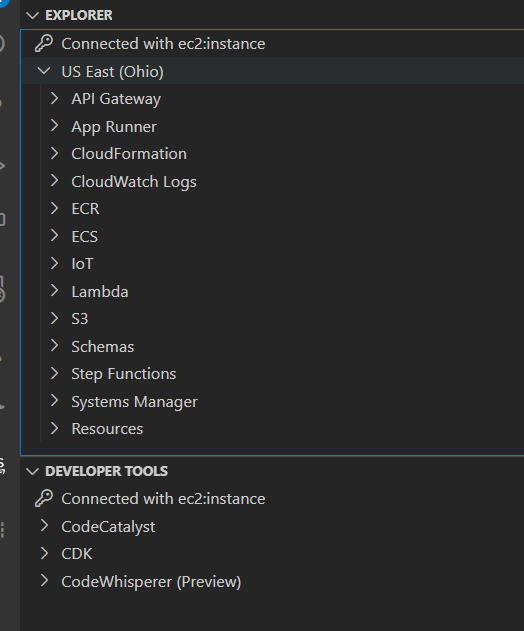 EXPLORER
Connected with ec2:instance
US East (Ohio)
API Gateway
App Runner
CloudFormation
CloudWatch Logs
ECR
ECS
IoT
Lambda
S3
Schemas
Step Functions
Systems Manager
Resources
DEVELOPER TOOLS
Connected with ec2:instance
CodeCatalyst
CDK
CodeWhisperer (Preview)